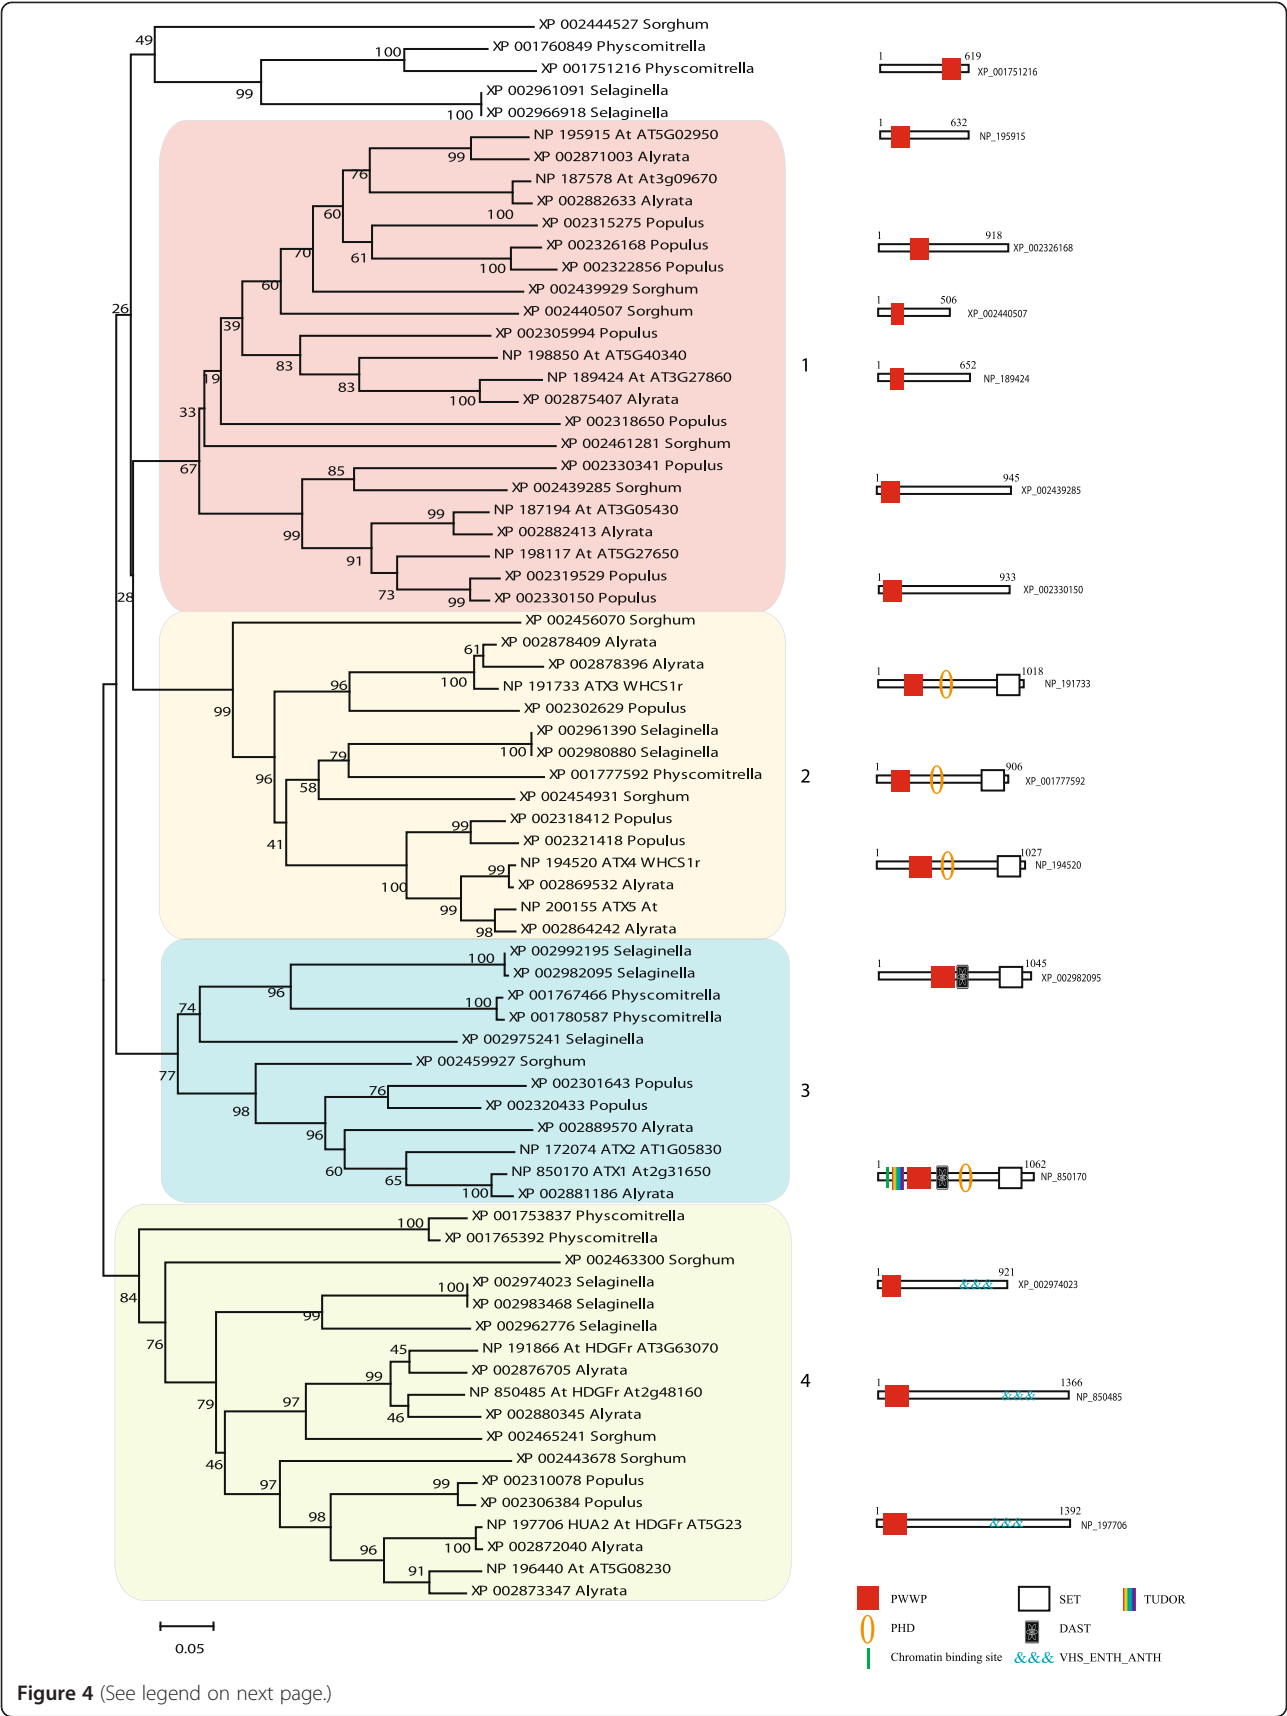 XP 002444527 Sorghum
49
XP 001760849 Physcomitrella
100
XP 001751216 Physcomitrella
99
XP 002961091 Selaginella
XP 002966918 Selaginella
100
NP 195915 At AT5G02950
99
XP 002871003 Alyrata
76
NP 187578 At At3g09670
XP 002882633 Alyrata
100
60
XP 002315275 Populus
XP 002326168 Populus
61
100
XP 002322856 Populus
70
XP 002439929 Sorghum
60
XP 002440507 Sorghum
39
XP 002305994 Populus
83
NP 198850 At AT5G40340
83
NP 189424 At AT3G27860
100
XP 002875407 Alyrata
19
XP 002318650 Populus
33
XP 002461281 Sorghum
67
XP 002330341 Populus
85
XP 002439285 Sorghum
99
NP 187194 At AT3G05430
99
XP 002882413 Alyrata
91
NP 198117 At AT5G27650
XP 002319529 Populus
73
99
XP 002330150 Populus
1
26
28
XP 002456070 Sorghum
XP 002878409 Alyrata
61
XP 002878396 Alyrata
96
100
NP 191733 ATX3 WHCS1r
99
XP 002302629 Populus
XP 002961390 Selaginella
100
XP 002980880 Selaginella
79
XP 001777592 Physcomitrella
96
58
XP 002454931 Sorghum
41
XP 002318412 Populus
99
XP 002321418 Populus
NP 194520 ATX4 WHCS1r
99
XP 002869532 Alyrata
100
NP 200155 ATX5 At
99
98
XP 002864242 Alyrata
2
XP 002992195 Selaginella
100
XP 002982095 Selaginella
96
XP 001767466 Physcomitrella
100
XP 001780587 Physcomitrella
74
XP 002975241 Selaginella
77
XP 002459927 Sorghum
98
XP 002301643 Populus
76
XP 002320433 Populus
96
XP 002889570 Alyrata
60
NP 172074 ATX2 AT1G05830
65
NP 850170 ATX1 At2g31650
100
XP 002881186 Alyrata
3
XP 001753837 Physcomitrella
100
XP 001765392 Physcomitrella
84
XP 002463300 Sorghum
76
XP 002974023 Selaginella
100
XP 002983468 Selaginella
99
XP 002962776 Selaginella
79
NP 191866 At HDGFr AT3G63070
45
XP 002876705 Alyrata
99
NP 850485 At HDGFr At2g48160
97
46
XP 002880345 Alyrata
XP 002465241 Sorghum
46
XP 002443678 Sorghum
97
XP 002310078 Populus
99
XP 002306384 Populus
98
NP 197706 HUA2 At HDGFr AT5G23
100
XP 002872040 Alyrata
96
NP 196440 At AT5G08230
91
XP 002873347 Alyrata
4
0.05
1 619
XP_001751216
1 632
NP_195915
1 918
XP_002326168
1 506
XP_002440507
1 652
NP_189424
1 945
XP_002439285
1 933
XP_002330150
1 1018
NP_191733
1 906
XP_001777592
1 1027
NP_194520
1 1045
XP_002982095
1 1062
NP_850170
1 921
&&&
XP_002974023
1 1366
&&&
NP_850485
1 1392
&&&
NP_197706
PWWP SET TUDOR
PHD DAST
Chromatin binding site &&& VHS_ENTH_ANTH
Figure 4 (See legend on next page.)